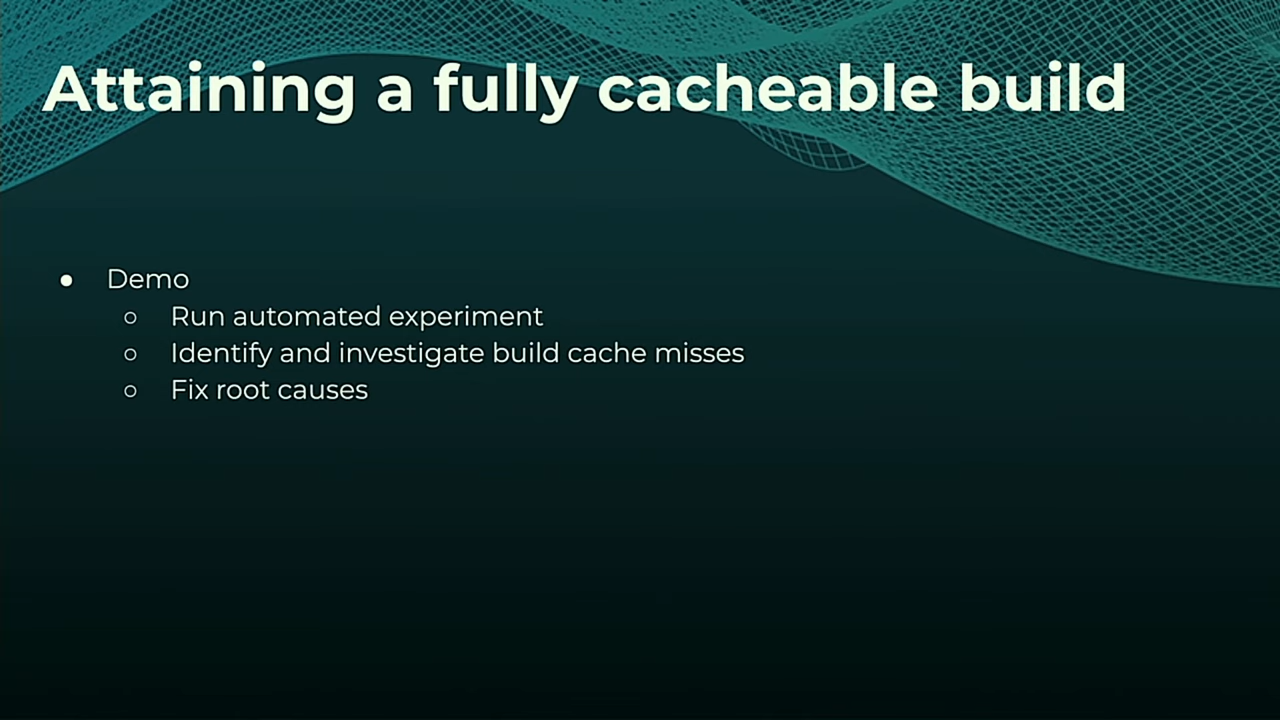 Attaining a fully cacheable build
● Demo
○ Run automated experiment
○ Identify and investigate build cache misses
○ Fix root causes